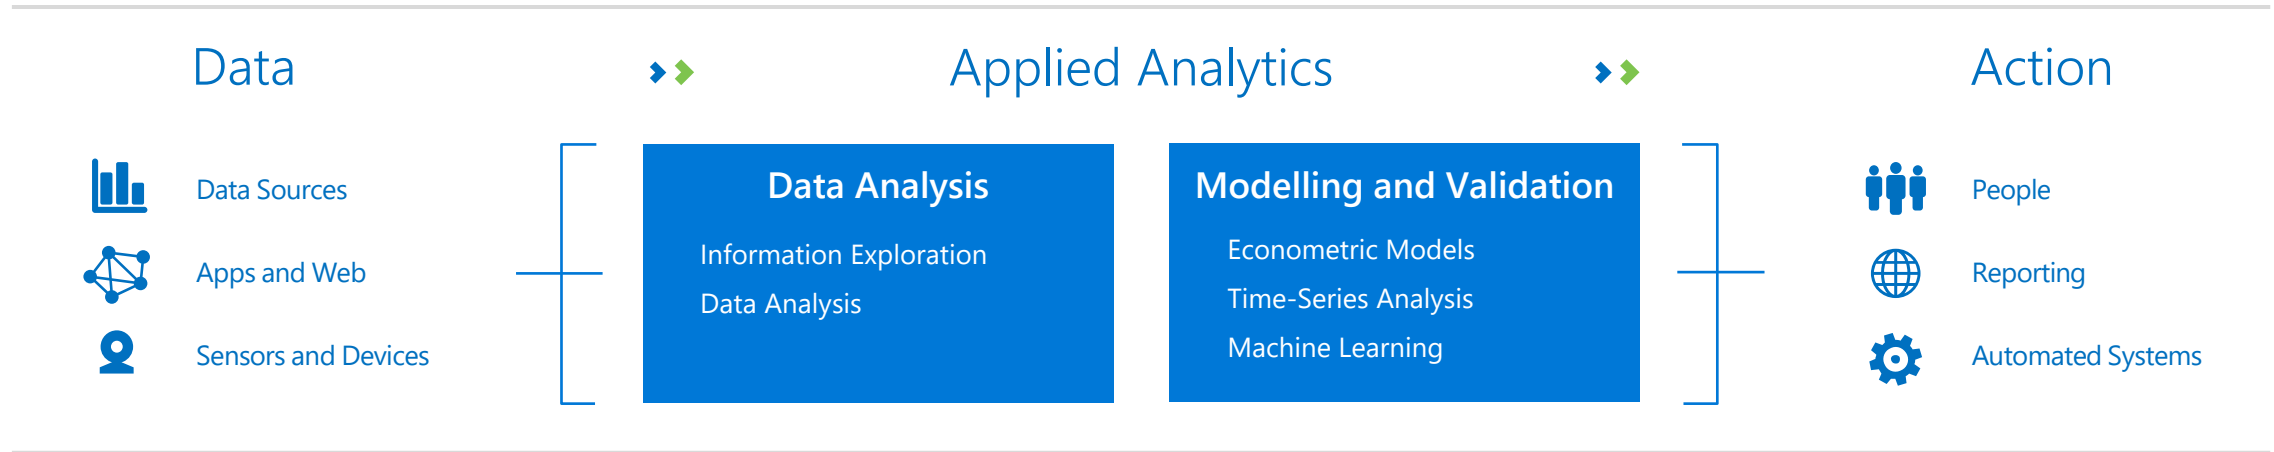 Data
Applied Analytics
Action
Data Sources
Apps and Web
Sensors and Devices
Data Analysis
Information Exploration
Data Analysis
Modelling and Validation
Econometric Models
Time-Series Analysis
Machine Learning
People
Reporting
Automated Systems